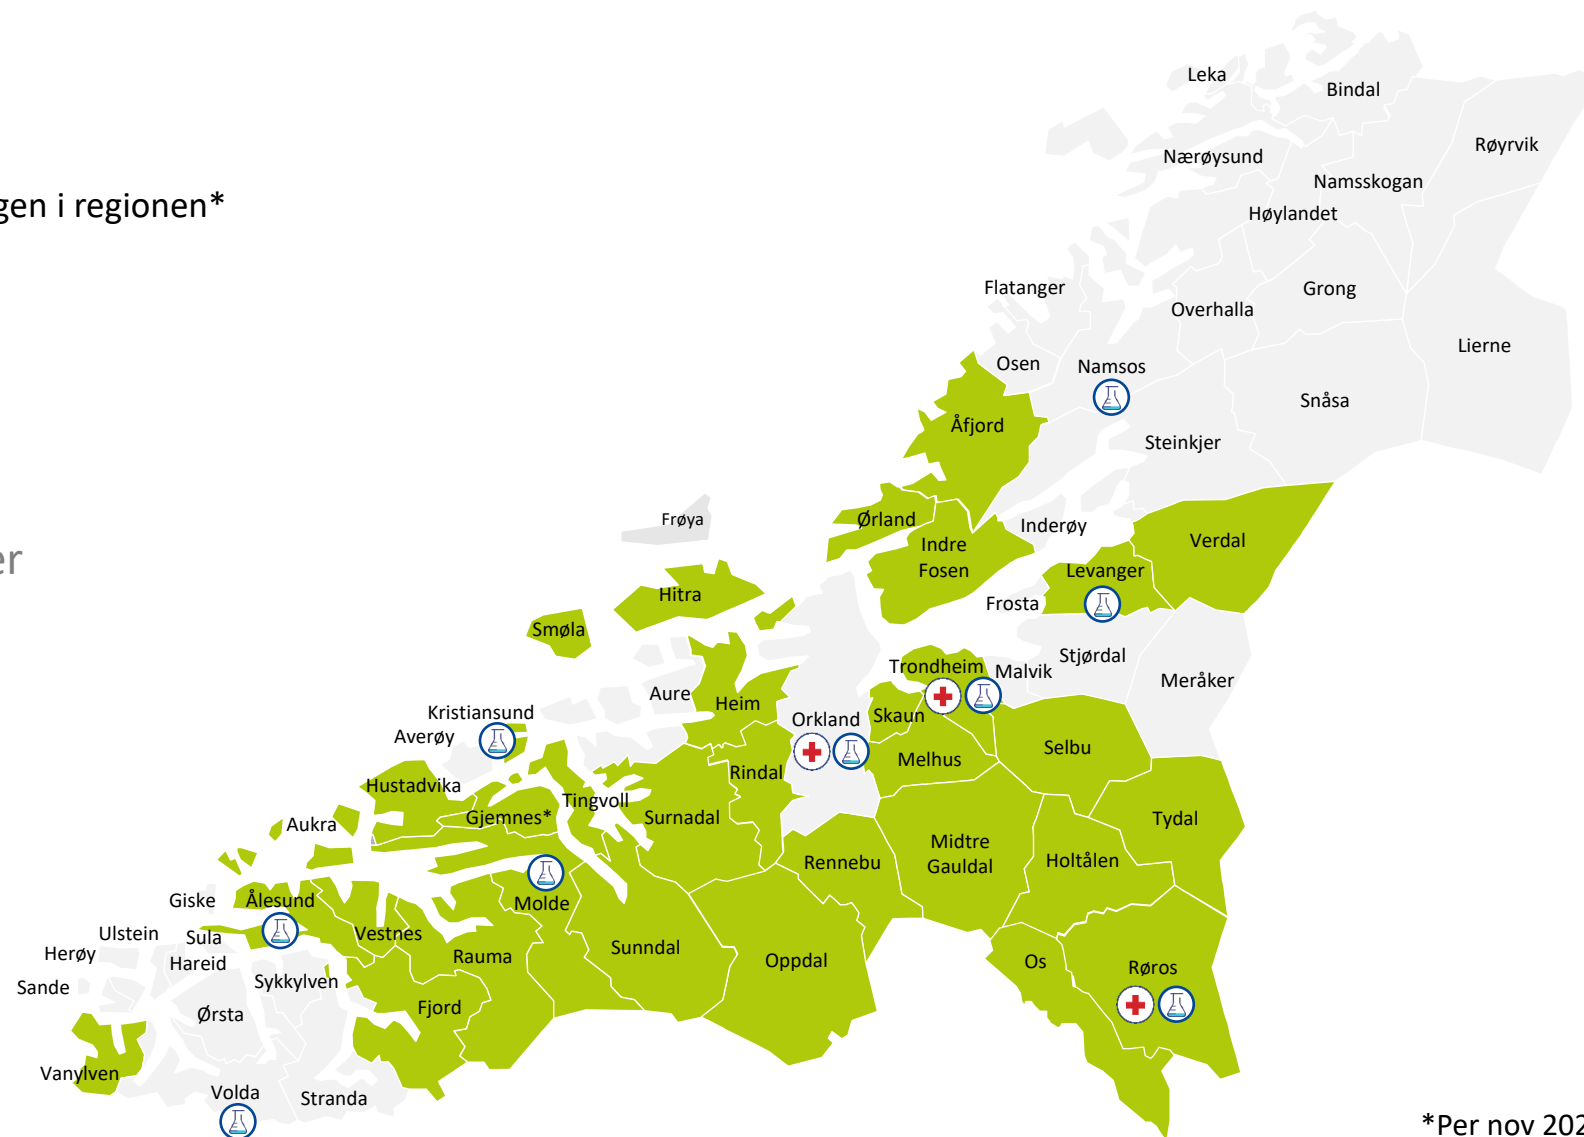 Leka
Bindal
Røyrvik
Nærøysund
Namsskogan
gen i regionen*
Høylandet
Flatanger
Grong
Overhalla
Lierne
Osen
Namsos
Snåsa
Åfjord
Steinkjer
Frøya
Ørland
Inderøy
Verdal
Indre
Fosen
er
Levanger
Hitra
Frosta
Smøla
Stjørdal
Trondheim
Malvik
Meråker
Aure
Heim
Kristiansund
Skaun
Orkland
Averøy
Selbu
Melhus
Rindal
Hustadvika
Tingvoll
Gjemnes*
Surnadal
Tydal
Aukra
Midtre
Gauldal
Holtålen
Rennebu
Giske
Ålesund
Molde
Ulstein
Sula
Vestnes
Herøy
Hareid
Rauma
Sunndal
Oppdal
Os
Røros
Sykkylven
Sande
Fjord
Ørsta
Vanylven
Volda
Stranda
*Per nov 202